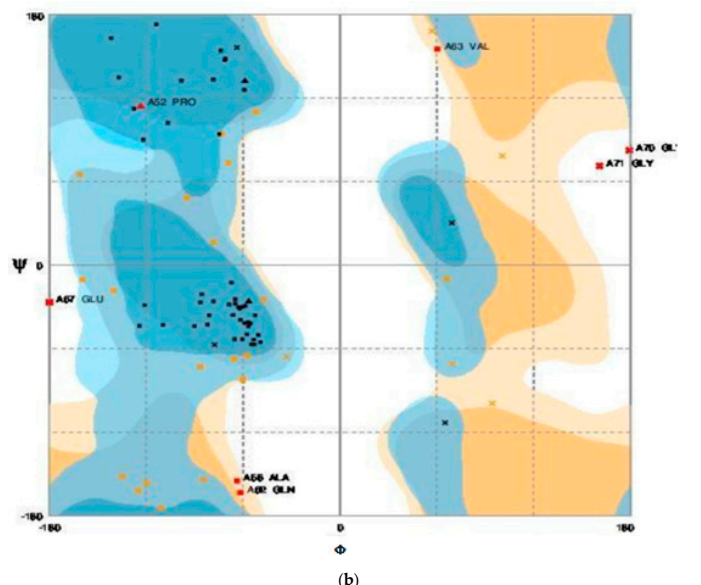 180
A63 VAL
A52 PRO
A70 GL
A71 GLY
Ψ 0
A67 GLU
A56 ALA
A62 GLN
-180
-180 0 180
Φ
(b)